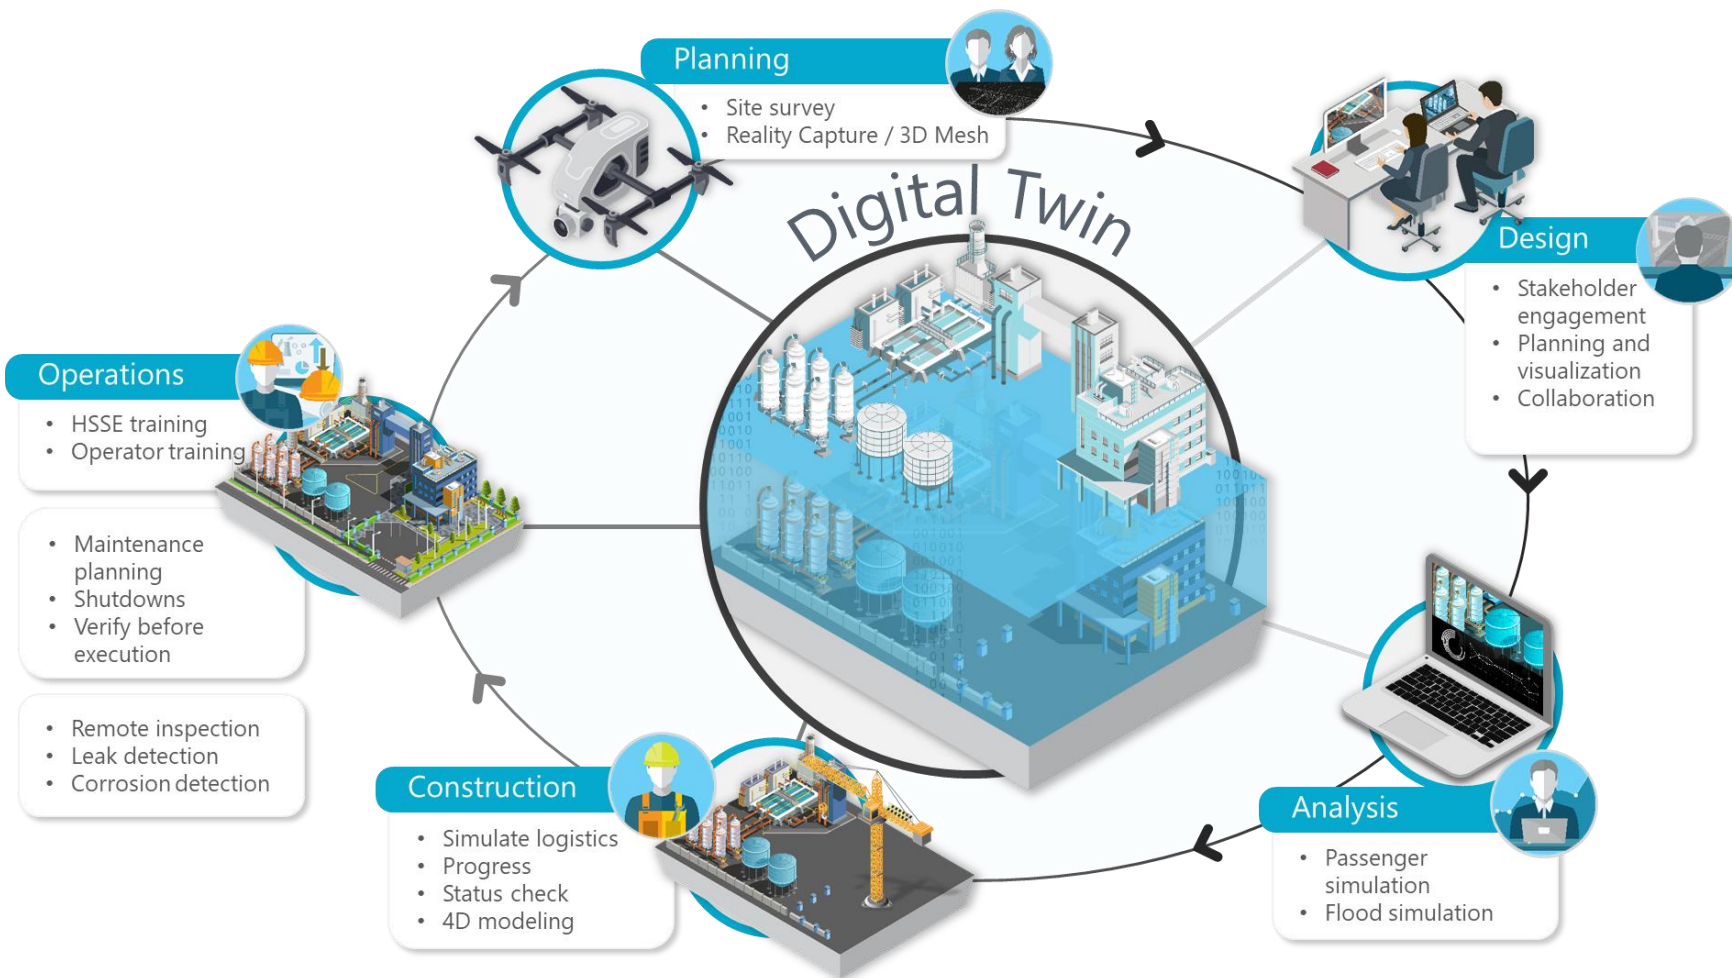 Planning
• Site survey
• Reality Capture / 3D Mesh
Digital Twin
Design
• Stakeholder
engagement
• Planning and
visualization
• Collaboration
Operations
• HSSE training
• Operator training
• Maintenance
planning
• Shutdowns
• Verify before
execution
• Remote inspection
• Leak detection
• Corrosion detection
Construction
• Simulate logistics
• Progress
• Status check
• 4D modeling
Analysis
• Passenger
simulation
• Flood simulation